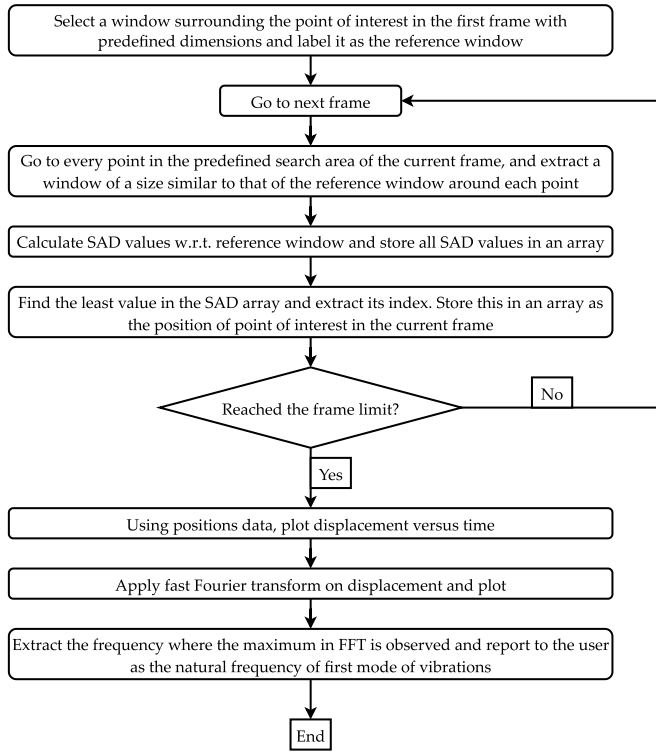 Select a window surrounding the point of interest in the first frame with
predefined dimensions and label it as the reference window
Go to next frame
Go to every point in the predefined search area of the current frame, and extract a
window of a size similar to that of the reference window around each point
Calculate SAD values w.r.t. reference window and store all SAD values in an array
Find the least value in the SAD array and extract its index. Store this in an array as
the position of point of interest in the current frame
Reached the frame limit?
No
Yes
Using positions data, plot displacement versus time
Apply fast Fourier transform on displacement and plot
Extract the frequency where the maximum in FFT is observed and report to the user
as the natural frequency of first mode of vibrations
End